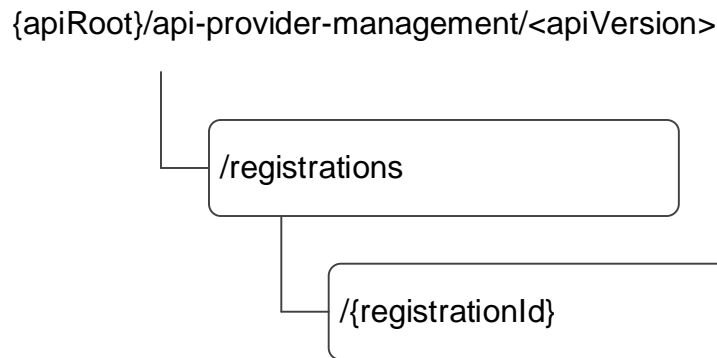 {apiRoot}/api-provider-management/<apiVersion>
/registrations
/{registrationId}